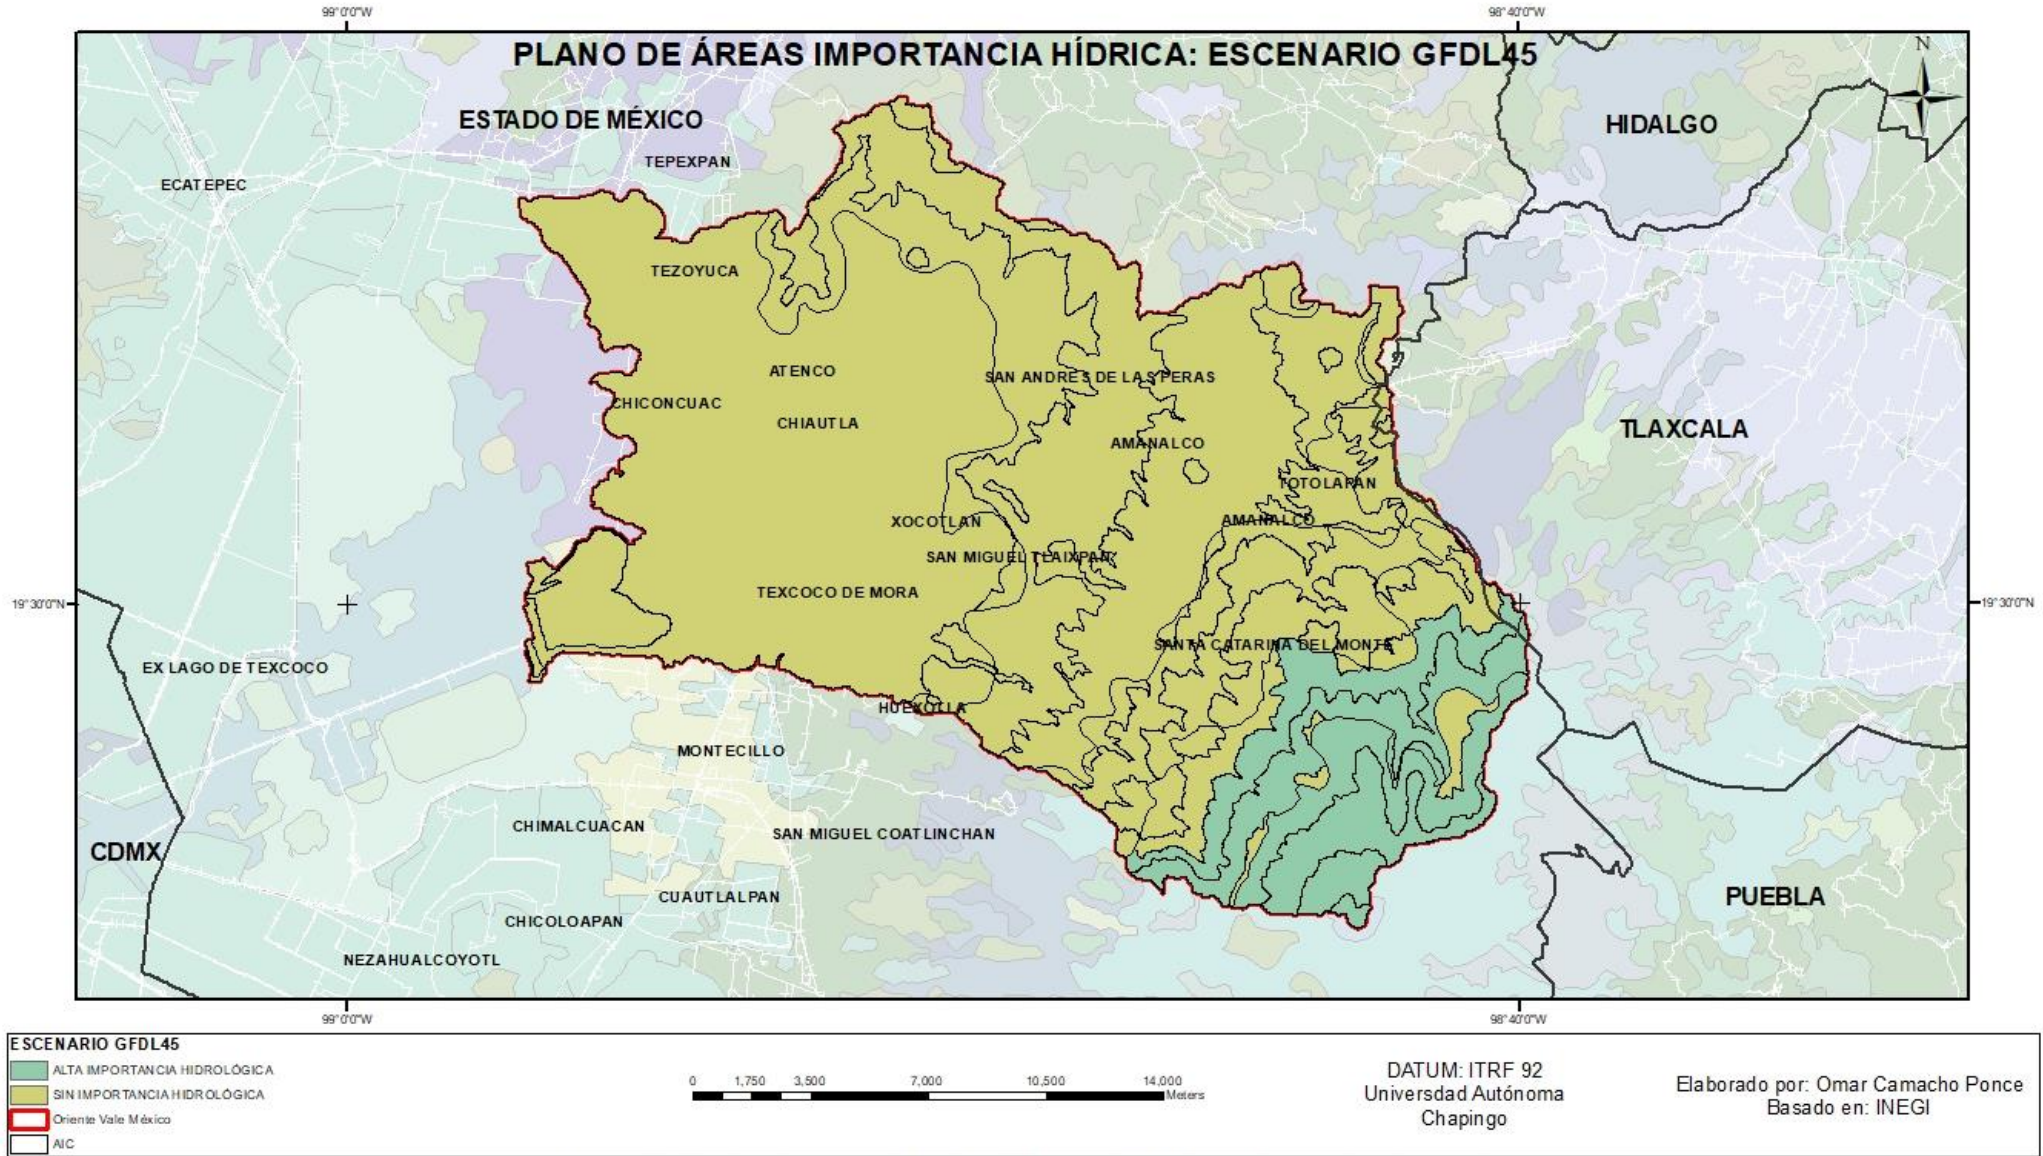 99°0'0"W
98°40'0"W
PLANO DE ÁREAS IMPORTANCIA HÍDRICA: ESCENARIO GFDL45
N
ESTADO DE MÉXICO
HIDALGO
TEPEXPAN
ECATEPEC
TEZOYUCA
ATENCO
SAN ANDRES DE LAS PERAS
CHICONCUAC
CHIAUTLA
TLAXCALA
AMANALCO
TOTOLAPAN
XOCOTLAN
AMANALCO
SAN MIGUEL TLAIXPAN
TEXCOCO DE MORA
19°30'0"N
19°30'0"N
SANTA CATARINA DEL MONTE
EX LAGO DE TEXCOCO
HUEXOTLA
MONTECILLO
CHIMALCUACAN
SAN MIGUEL COATLINCHAN
CDMX
CUAUTLALPAN
PUEBLA
CHICOLOAPAN
NEZAHUALCOYOTL
99°0'0"W
98°40'0"W
ESCENARIO GFDL45
ALTA IMPORTANCIA HIDROLÓGICA
SIN IMPORTANCIA HIDROLÓGICA
Oriente Vale México
AIC
0 1,750 3,500 7,000 10,500 14,000
Meters
DATUM: ITRF 92
Universdad Autónoma
Chapingo
Elaborado por: Omar Camacho Ponce
Basado en: INEGI